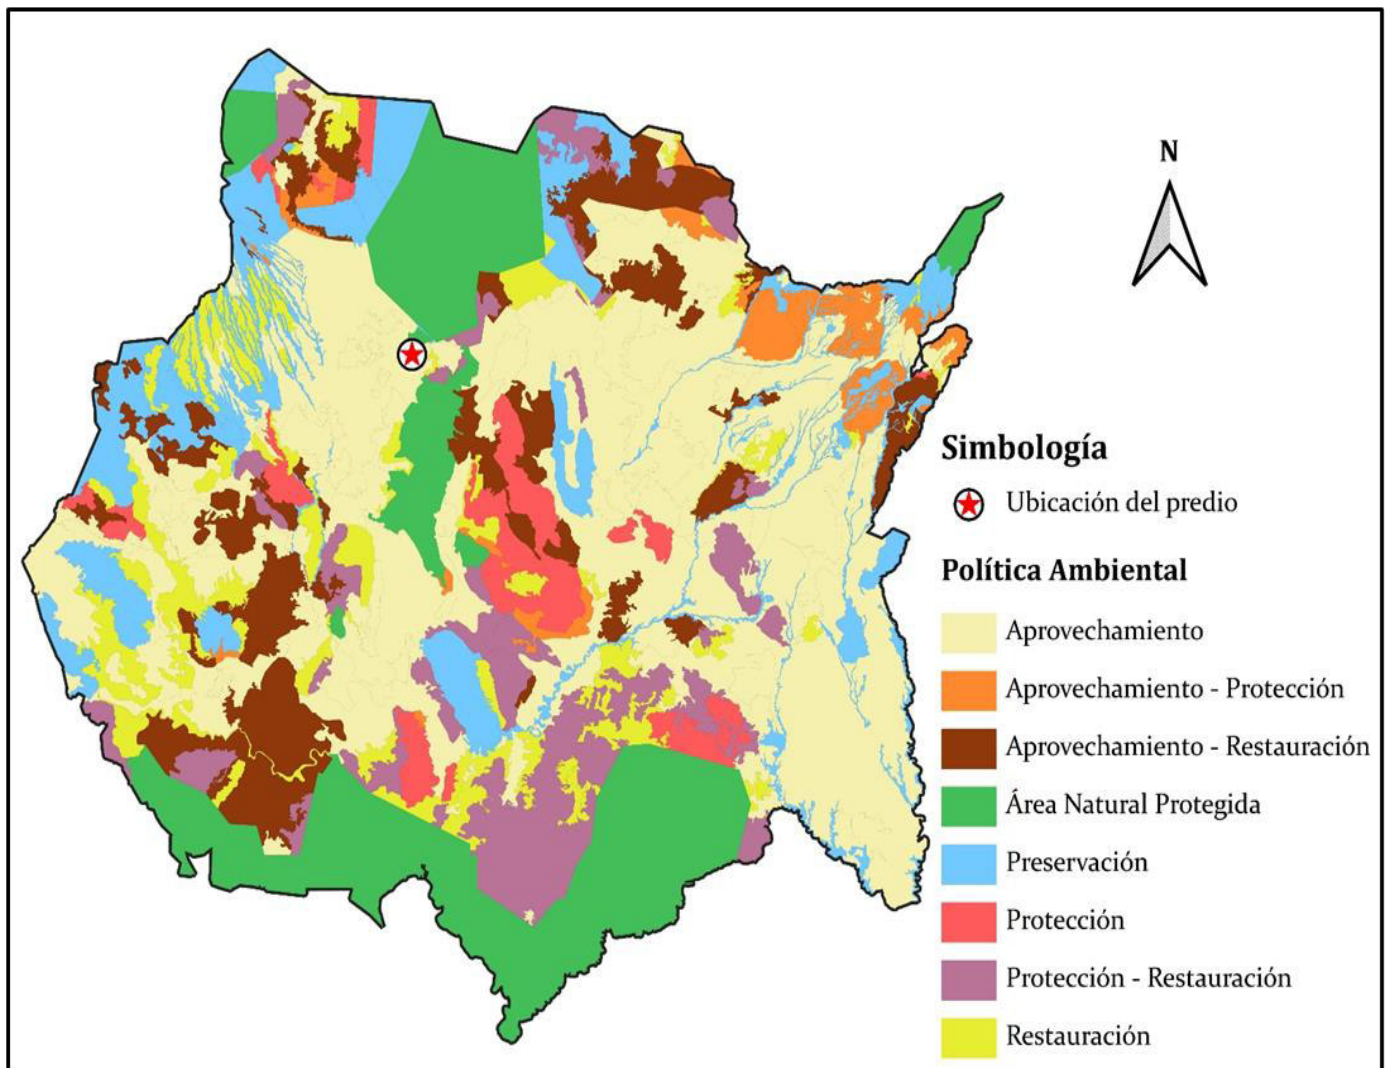 N
Simbología
Ubicación del predio
Política Ambiental
Aprovechamiento
Aprovechamiento - Protección
Aprovechamiento - Restauración
Área Natural Protegida
Preservación
Protección
Protección - Restauración
Restauración